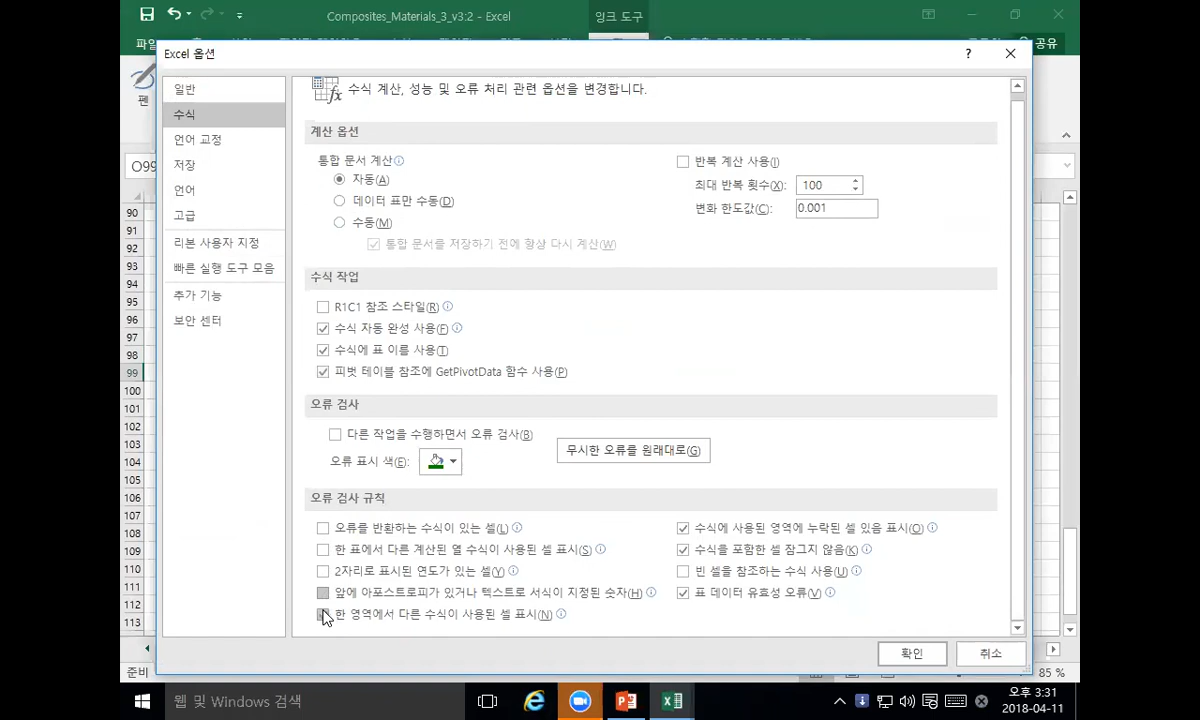 Composites_Materials_3_v3:2 - Excel
잉크 도구
파일
공유
Excel 옵션
?
펜
O99
일반
수식
언어 교정
저장
언어
고급
리본 사용자 지정
빠른 실행 도구 모음
추가 기능
보안 센터
수식 계산, 성능 및 오류 처리 관련 옵션을 변경합니다.
계산 옵션
통합 문서 계산
자동(A)
데이터 표만 수동(D)
수동(M)
통합 문서를 저장하기 전에 항상 다시 계산(W)
반복 계산 사용(I)
최대 반복 횟수(X): 100
변화 한도값(C): 0.001
수식 작업
R1C1 참조 스타일(R)
수식 자동 완성 사용(F)
수식에 표 이름 사용(T)
피벗 테이블 참조에 GetPivotData 함수 사용(P)
오류 검사
다른 작업을 수행하면서 오류 검사(B)
오류 표시 색(E):
무시한 오류를 원래대로(G)
오류 검사 규칙
오류를 반환하는 수식이 있는 셀(L)
한 표에서 다른 계산된 열 수식이 사용된 셀 표시(S)
2자리로 표시된 연도가 있는 셀(Y)
앞에 아포스트로피가 있거나 텍스트로 서식이 지정된 숫자(H)
한 영역에서 다른 수식이 사용된 셀 표시(N)
수식에 사용된 영역에 누락된 셀 있음 표시(O)
수식을 포함한 셀 잠그지 않음(K)
빈 셀을 참조하는 수식 사용(U)
표 데이터 유효성 오류(V)
확인
취소
90
91
92
93
94
95
96
97
98
99
100
101
102
103
104
105
106
107
108
109
110
111
112
113
준비
85 %
웹 및 Windows 검색
오후 3:31
2018-04-11